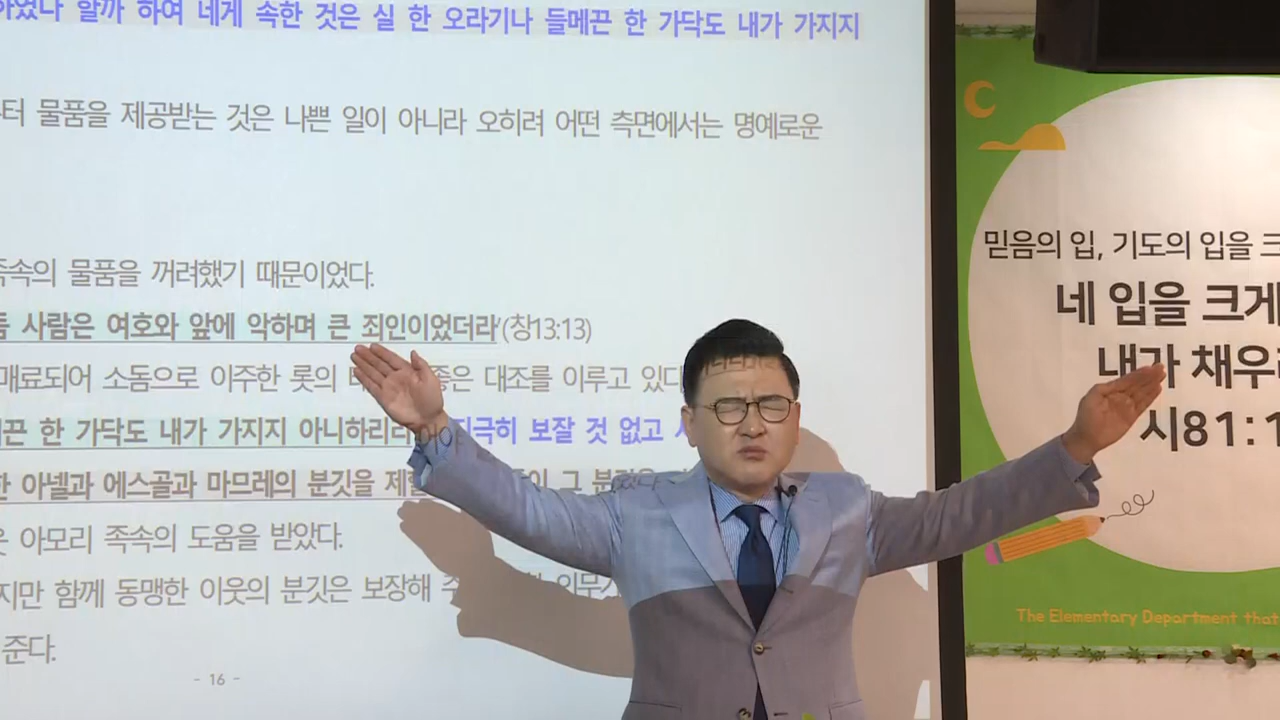 하였다 할까 하여 네게 속한 것은 실 한 오라기나 들메끈 한 가닥도 내가 가지지
터 물품을 제공받는 것은 나쁜 일이 아니라 오히려 어떤 측면에서는 명예로운
족속의 물품을 꺼려했기 때문이었다.
사람은 여호와 앞에 악하며 큰 죄인이었더라'(창13:13)
매료되어 소돔으로 이주한 롯의 좋은 대조를 이루고 있다
끈 한 가닥도 내가 가지지 아니하리라 지극히 보잘 것 없고
한 아넬과 에스골과 마므레의 분깃을 제할 그 분깃을
아모리 족속의 도움을 받았다.
지만 함께 동맹한 이웃의 분깃은 보장해
준다.
- 16 -
믿음의 입, 기도의 입을 크
네 입을 크게
내가 채우리
시81:1
The Elementary Department that